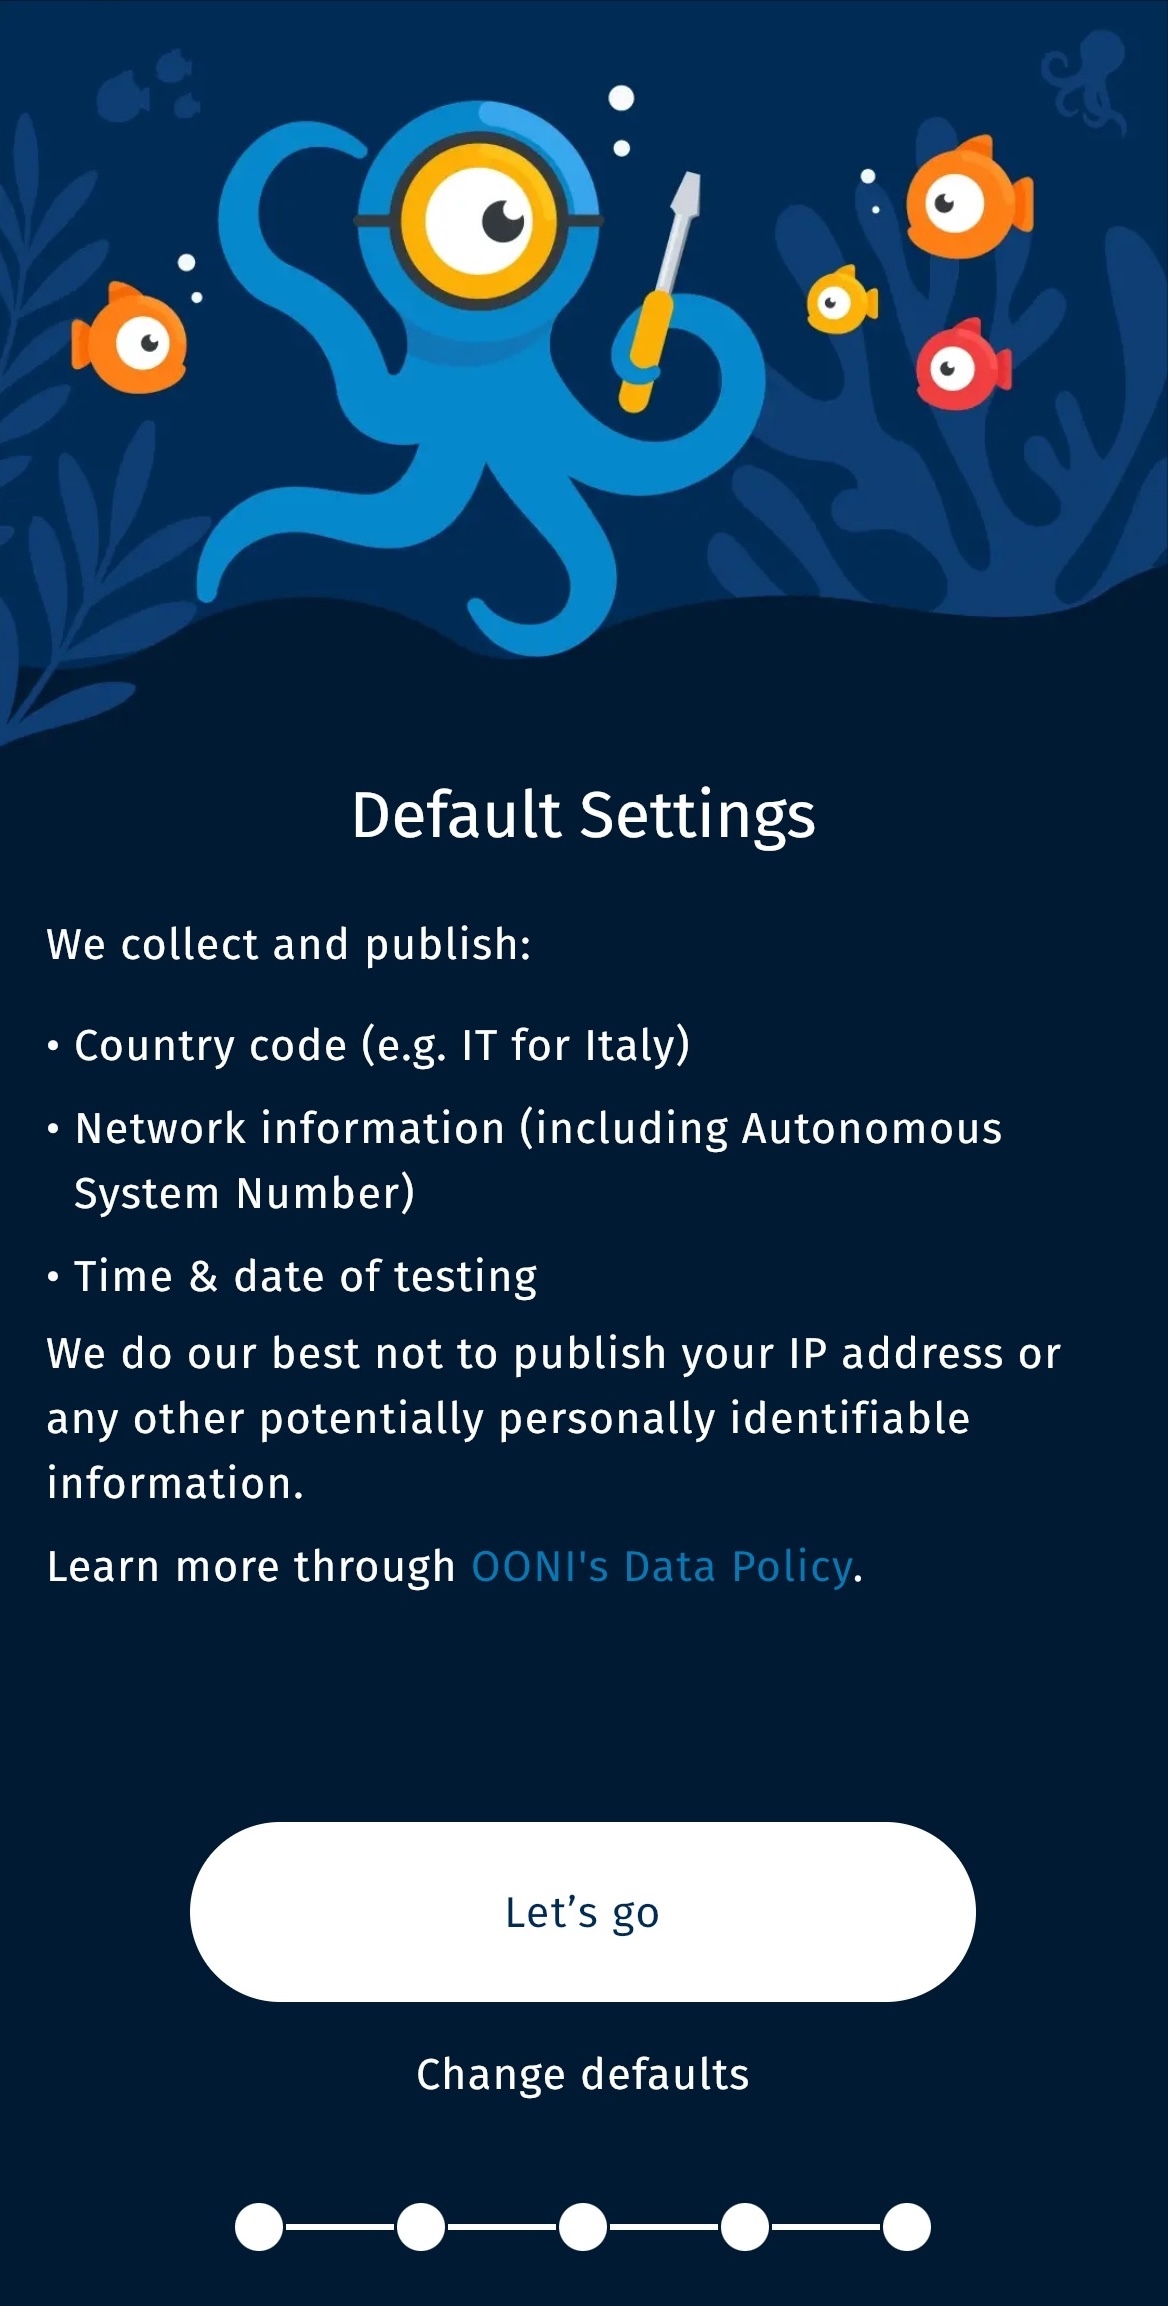 Default Settings
We collect and publish:
• Country code (e.g. IT for Italy)
• Network information (including Autonomous
System Number)
• Time & date of testing
We do our best not to publish your IP address or
any other potentially personally identifiable
information.
Learn more through OONI's Data Policy.
Let’s go
Change defaults